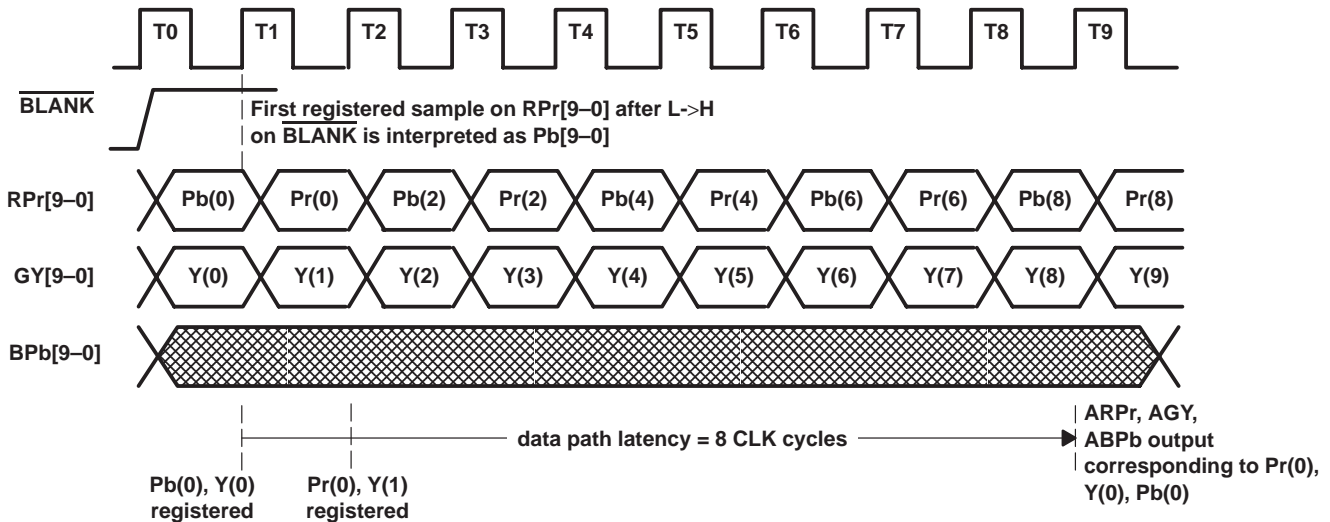 T0 T1 T2 T3 T4 T5 T6 T7 T8 T9
BLANK
First registered sample on RPr[9–0] after L->H
on BLANK is interpreted as Pb[9–0]
RPr[9–0] Pb(0) Pr(0) Pb(2) Pr(2) Pb(4) Pr(4) Pb(6) Pr(6) Pb(8) Pr(8)
GY[9–0] Y(0) Y(1) Y(2) Y(3) Y(4) Y(5) Y(6) Y(7) Y(8) Y(9)
BPb[9–0]
data path latency = 8 CLK cycles
ARPr, AGY,
ABPb output
corresponding to Pr(0),
Y(0), Pb(0)
Pb(0), Y(0)
registered
Pr(0), Y(1)
registered